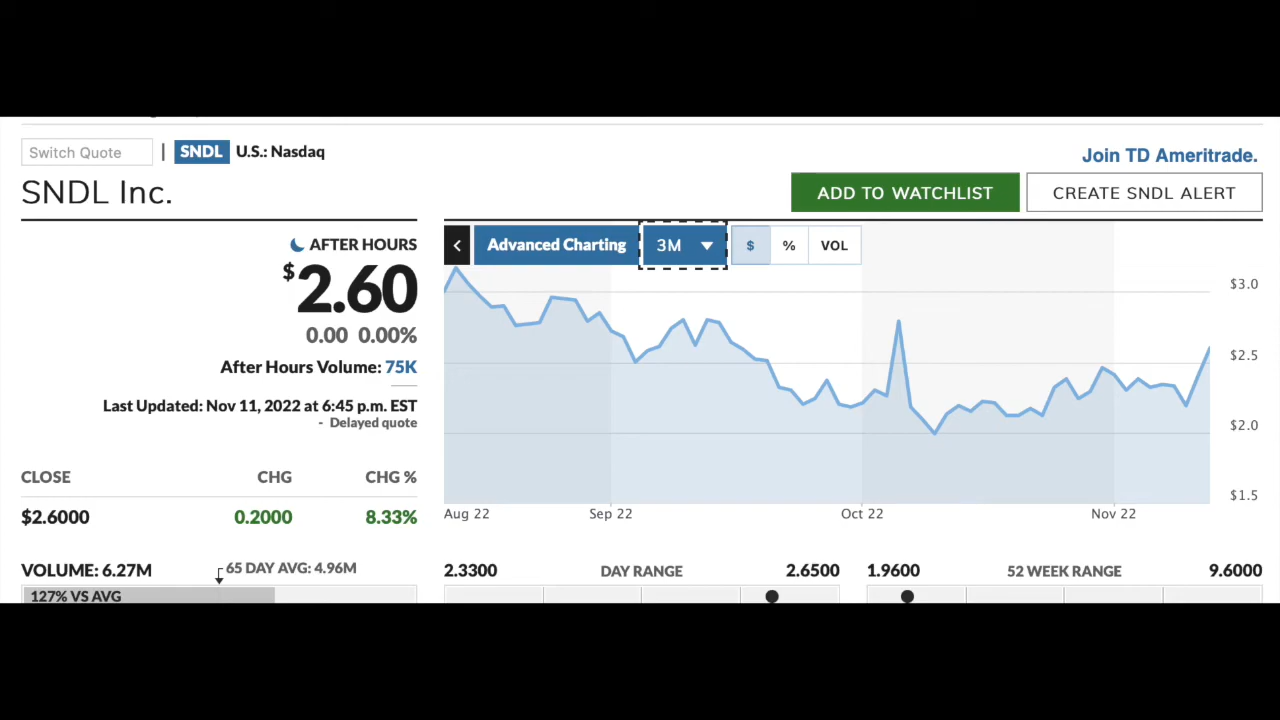 Switch Quote | SNDL U.S.: Nasdaq
Join TD Ameritrade.
SNDL Inc.
ADD TO WATCHLIST CREATE SNDL ALERT
AFTER HOURS
$2.60
0.00 0.00%
After Hours Volume: 75K
Last Updated: Nov 11, 2022 at 6:45 p.m. EST
- Delayed quote
CLOSE CHG CHG %
$2.6000 0.2000 8.33%
VOLUME: 6.27M 65 DAY AVG: 4.96M
127% VS AVG
Advanced Charting 3M $ % VOL
$3.0
$2.5
$2.0
$1.5
Aug 22 Sep 22 Oct 22 Nov 22
2.3300 DAY RANGE 2.6500
1.9600 52 WEEK RANGE 9.6000